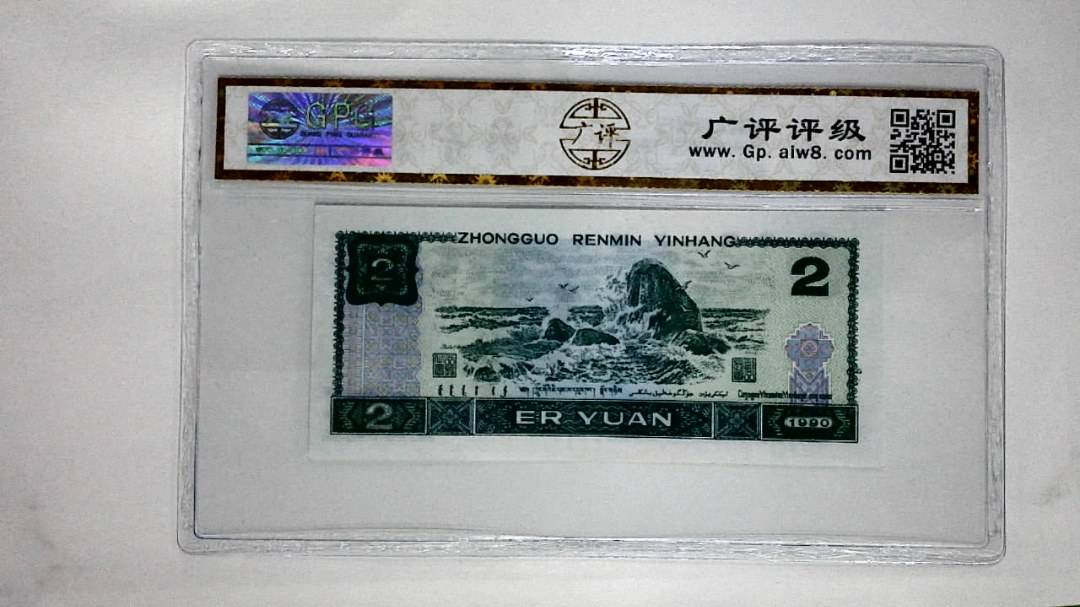 GPG
广评
广评评级
www. Gp. aiw8. com
ZHONGGUO RENMIN YINHANG
2
2
2
ER YUAN
1990